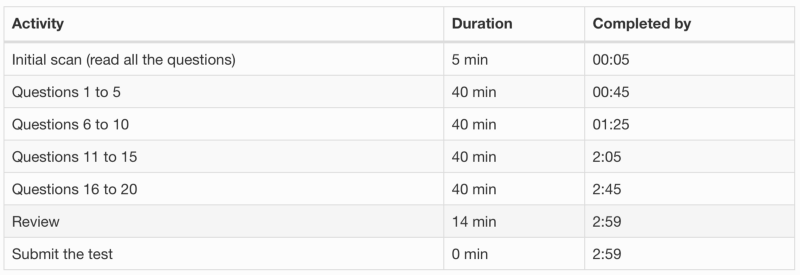 Activity Duration Completed by
Initial scan (read all the questions) 5 min 00:05
Questions 1 to 5 40 min 00:45
Questions 6 to 10 40 min 01:25
Questions 11 to 15 40 min 2:05
Questions 16 to 20 40 min 2:45
Review 14 min 2:59
Submit the test 0 min 2:59